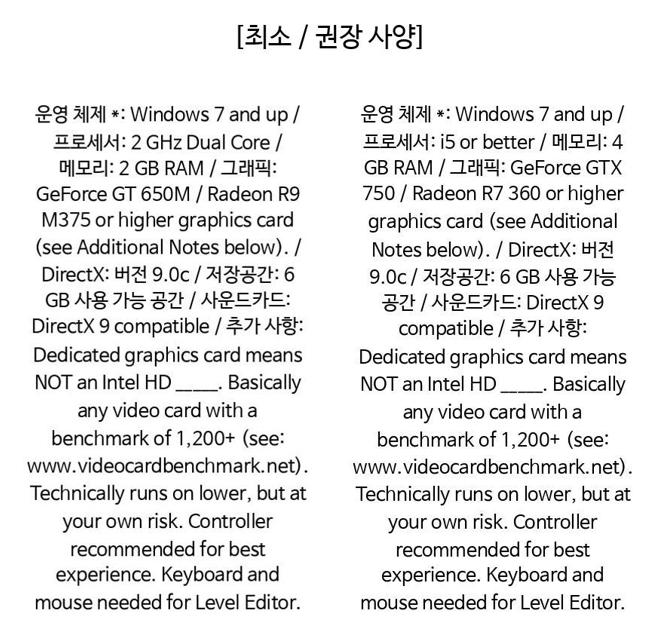 [최소 / 권장 사양]
운영 체제 *: Windows 7 and up /
프로세서: 2 GHz Dual Core /
메모리: 2 GB RAM / 그래픽:
GeForce GT 650M / Radeon R9
M375 or higher graphics card
(see Additional Notes below). /
DirectX: 버전 9.0c / 저장공간: 6
GB 사용 가능 공간 / 사운드카드:
DirectX 9 compatible / 추가 사항:
Dedicated graphics card means
NOT an Intel HD _____. Basically
any video card with a
benchmark of 1,200+ (see:
www.videocardbenchmark.net).
Technically runs on lower, but at
your own risk. Controller
recommended for best
experience. Keyboard and
mouse needed for Level Editor.
운영 체제 *: Windows 7 and up /
프로세서: i5 or better / 메모리: 4
GB RAM / 그래픽: GeForce GTX
750 / Radeon R7 360 or higher
graphics card (see Additional
Notes below). / DirectX: 버전
9.0c / 저장공간: 6 GB 사용 가능
공간 / 사운드카드: DirectX 9
compatible / 추가 사항:
Dedicated graphics card means
NOT an Intel HD _____. Basically
any video card with a
benchmark of 1,200+ (see:
www.videocardbenchmark.net).
Technically runs on lower, but at
your own risk. Controller
recommended for best
experience. Keyboard and
mouse needed for Level Editor.